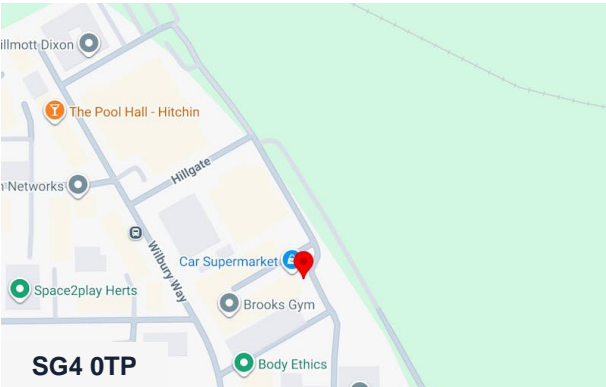 illmott Dixon
The Pool Hall - Hitchin
Hillgate
n Networks
Wilbury Way
Car Supermarket
Space2play Herts
Brooks Gym
Body Ethics
SG4 0TP